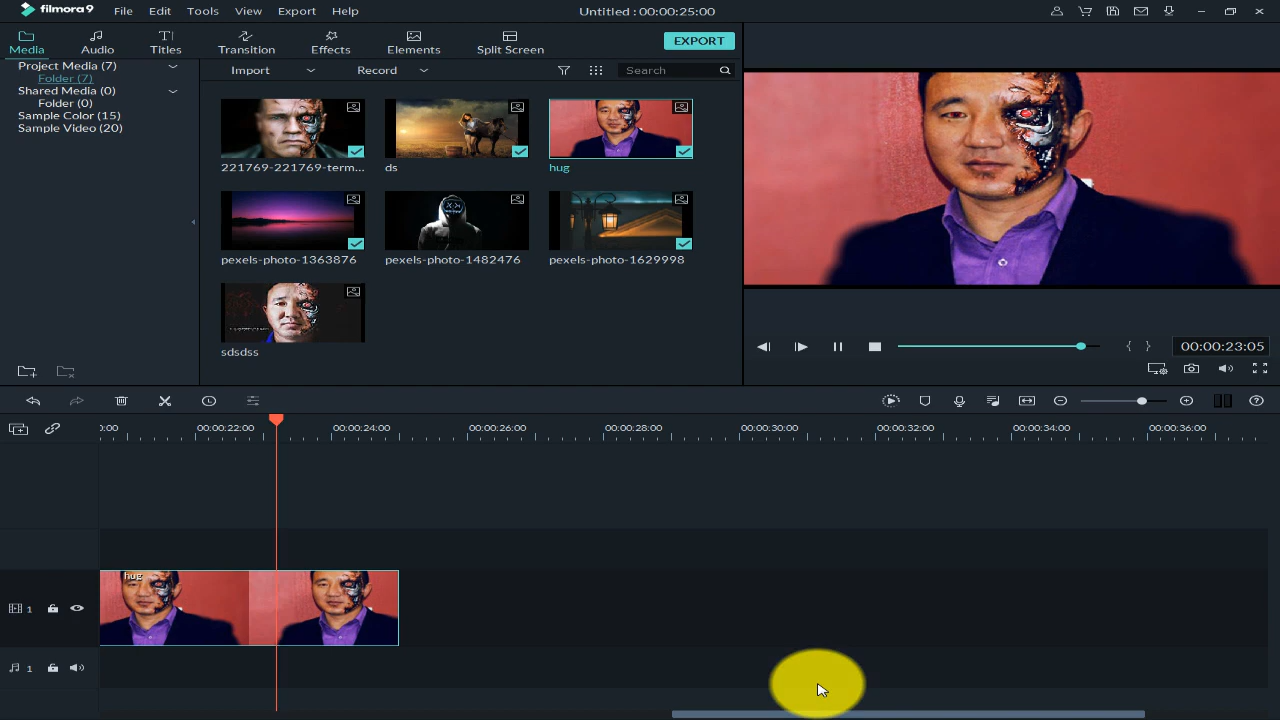 filmora9 File Edit Tools View Export Help Untitled : 00:00:25:00
Media Audio Titles Transition Effects Elements Split Screen EXPORT
Project Media (7)
Folder (7)
Shared Media (0)
Folder (0)
Sample Color (15)
Sample Video (20)
Import Record Search
221769-221769-term... ds hug
pexels-photo-1363876 pexels-photo-1482476 pexels-photo-1629998
sdsdss
00:00:23:05
0:00 00:00:22:00 00:00:24:00 00:00:26:00 00:00:28:00 00:00:30:00 00:00:32:00 00:00:34:00 00:00:36:00
hug
1
1